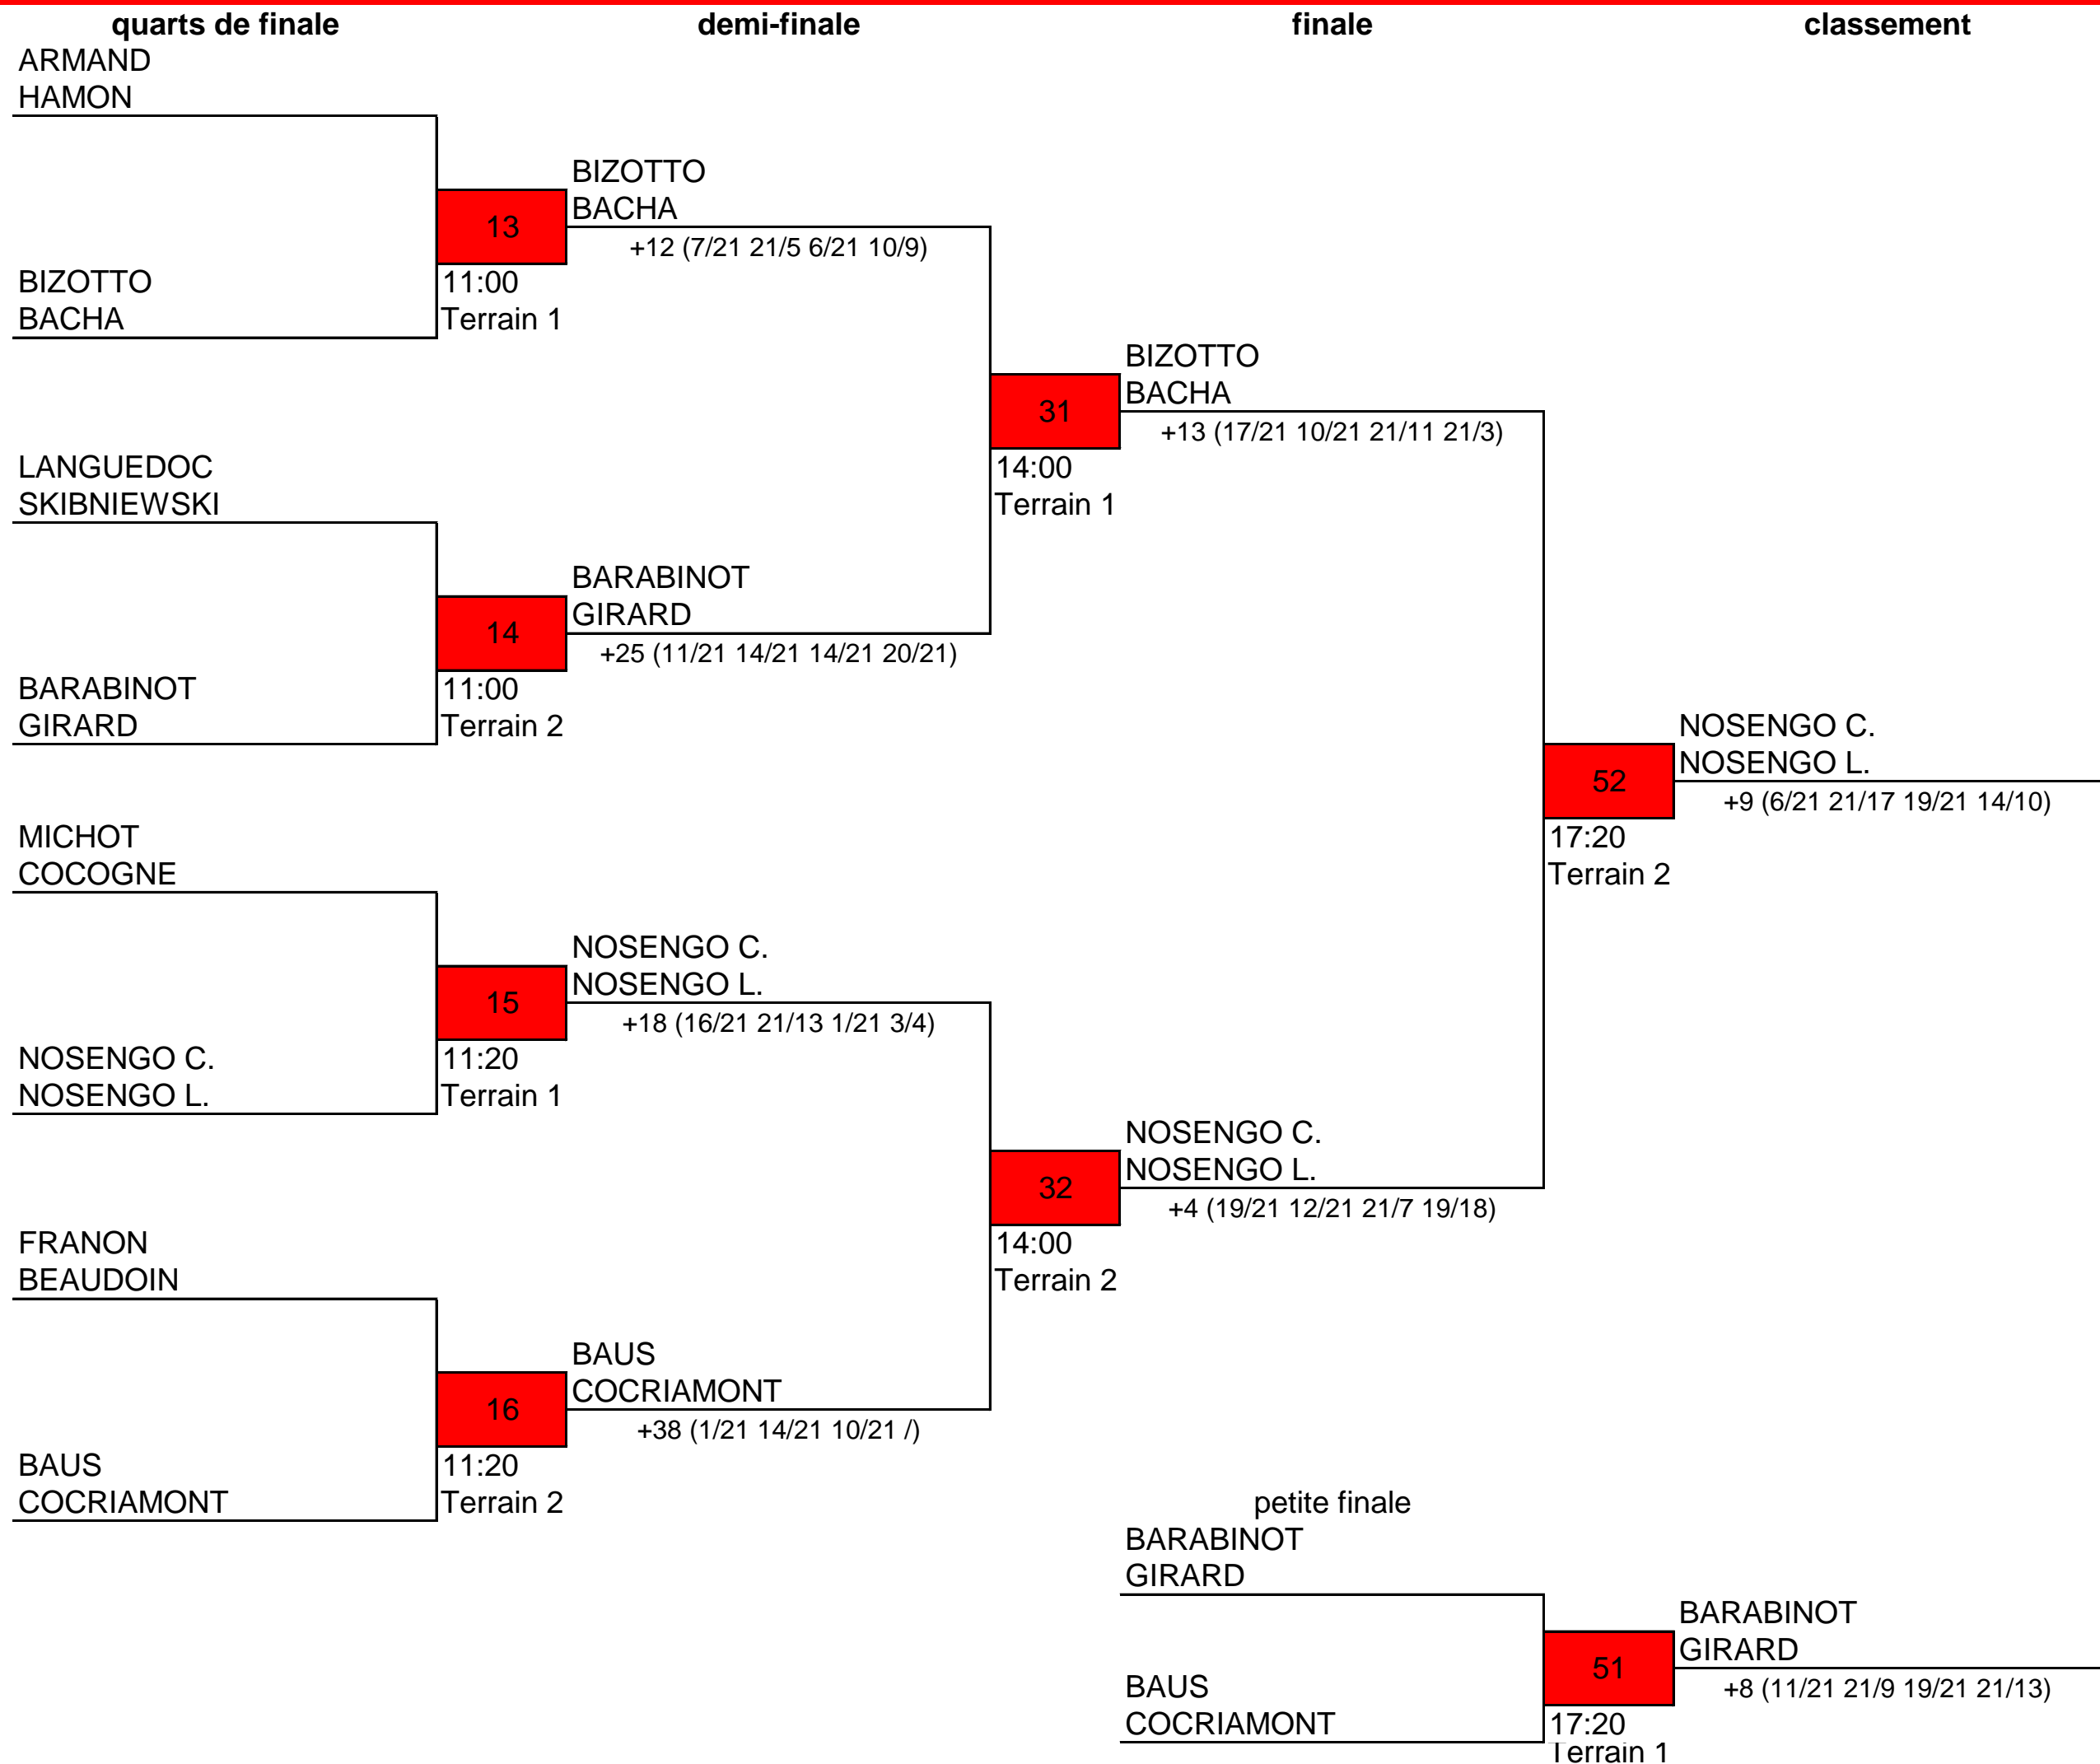 quarts de finale
demi-finale
finale
classement
ARMAND
HAMON
13
BIZOTTO
BACHA
+12 (7/21 21/5 6/21 10/9)
BIZOTTO
BACHA
11:00
Terrain 1
31
BIZOTTO
BACHA
+13 (17/21 10/21 21/11 21/3)
14:00
Terrain 1
LANGUEDOC
SKIBNIEWSKI
14
BARABINOT
GIRARD
+25 (11/21 14/21 14/21 20/21)
BARABINOT
GIRARD
11:00
Terrain 2
52
NOSENGO C.
NOSENGO L.
+9 (6/21 21/17 19/21 14/10)
17:20
Terrain 2
MICHOT
COCOGNE
15
NOSENGO C.
NOSENGO L.
+18 (16/21 21/13 1/21 3/4)
NOSENGO C.
NOSENGO L.
11:20
Terrain 1
32
NOSENGO C.
NOSENGO L.
+4 (19/21 12/21 21/7 19/18)
14:00
Terrain 2
FRANON
BEAUDOIN
16
BAUS
COCRIAMONT
+38 (1/21 14/21 10/21 /)
BAUS
COCRIAMONT
11:20
Terrain 2
petite finale
BARABINOT
GIRARD
51
BARABINOT
GIRARD
+8 (11/21 21/9 19/21 21/13)
BAUS
COCRIAMONT
17:20
Terrain 1